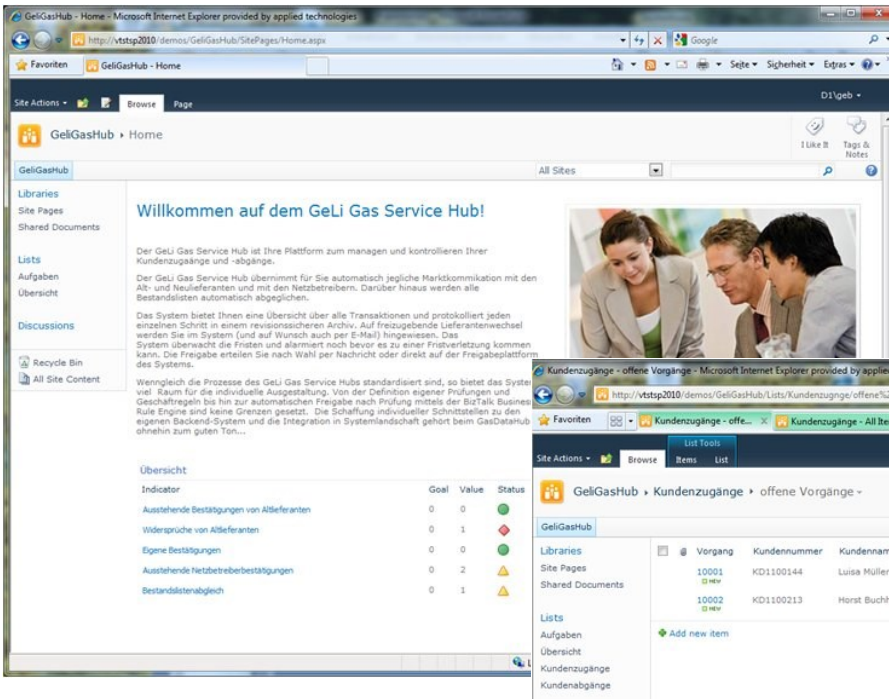 GeliGasHub - Home - Microsoft Internet Explorer provided by applied technologies
http://vtstsp2010/demos/GeliGasHub/SitePages/Home.aspx
Google
Favoriten
GeliGasHub - Home
Seite
Sicherheit
Extras
Site Actions
Browse
Page
D1\geb
GeliGasHub
Home
I Like It
Tags & Notes
GeliGasHub
All Sites
Libraries
Site Pages
Shared Documents
Lists
Aufgaben
Übersicht
Discussions
Recycle Bin
All Site Content
Willkommen auf dem GeLi Gas Service Hub!
Der GeLi Gas Service Hub ist Ihre Plattform zum managen und kontrollieren Ihrer
Kundenzugaänge und -abgänge.
Der GeLi Gas Service Hub übernimmt für Sie automatisch jegliche Marktkommikation mit den
Alt- und Neulieferanten und mit den Netzbetreibern. Darüber hinaus werden alle
Bestandslisten automatisch abgeglichen.
Das System bietet Ihnen eine Übersicht über alle Transaktionen und protokolliert jeden
einzelnen Schritt in einem revisionssicheren Archiv. Auf freizugebende Lieferantenwechsel
werden Sie im System (und auf Wunsch auch per E-Mail) hingewiesen. Das
System überwacht die Fristen und alarmiert noch bevor es zu einer Fristverletzung kommen
kann. Die Freigabe erteilen Sie nach Wahl per Nachricht oder direkt auf der Freigabeplattform
des Systems.
Wenngleich die Prozesse des GeLi Gas Service Hubs standardisiert sind, so bietet das System
viel Raum für die individuelle Ausgestaltung. Von der Definition eigener Prüfungen und
Geschäftregeln bis hin zur automatischen Freigabe nach Prüfung mittels der BizTalk Business
Rule Engine sind keine Grenzen gesetzt. Die Schaffung individueller Schnittstellen zu den
eigenen Backend-System und die Integration in Systemlandschaft gehört beim GasDataHub
ohnehin zum guten Ton...
Übersicht
Indicator Goal Value Status
Ausstehende Bestätigungen von Altlieferanten 0 0
Widersprüche von Altlieferanten 0 1
Eigene Bestätigungen 0 0
Ausstehende Netzbetreiberbestätigungen 0 2
Bestandslistenabgleich 0 1
Kundenzugänge - offene Vorgänge - Microsoft Internet Explorer provided by applied
http://vtstsp2010/demos/GeliGasHub/Lists/Kundenzugnge/offene%2
Favoriten
Kundenzugänge - offe...
Kundenzugänge - All Ite
List Tools
Site Actions
Browse
Items
List
GeliGasHub
Kundenzugänge
offene Vorgänge
GeliGasHub
Libraries
Site Pages
Shared Documents
Lists
Aufgaben
Übersicht
Kundenzugänge
Kundenabgänge
Vorgang Kundennummer Kundennam
10001 KD1100144 Luisa Müller
NEW
10002 KD1100213 Horst Buchh
NEW
Add new item